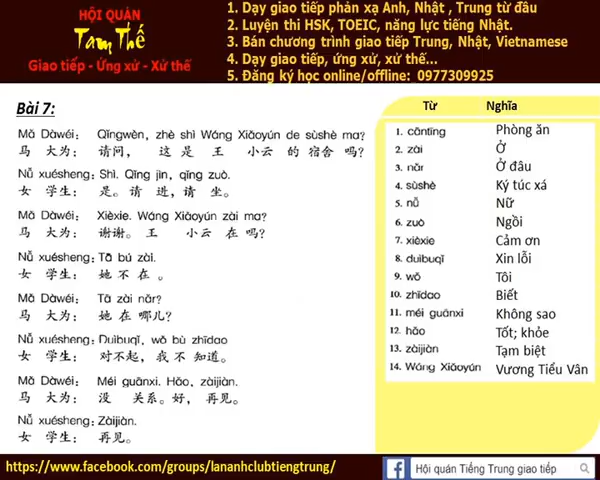 HỘI QUÁN
Tam Thế
Giao tiếp - Ứng xử - Xử thế
1. Dạy giao tiếp phản xạ Anh, Nhật , Trung từ đầu
2. Luyện thi HSK, TOEIC, năng lực tiếng Nhật.
3. Bán chương trình giao tiếp Trung, Nhật, Vietnamese
4. Dạy giao tiếp, ứng xử, xử thế...
5. Đăng ký học online/offline: 0977309925
Bài 7:
Mǎ Dàwéi: Qǐngwèn, zhè shì Wáng Xiǎoyún de sùshè ma?
马 大为: 请问, 这 是 王 小云 的 宿舍 吗?
Nǚ xuésheng: Shì. Qǐng jìn, qǐng zuò.
女 学生: 是。请 进, 请 坐。
Mǎ Dàwéi: Xièxie. Wáng Xiǎoyún zài ma?
马 大为: 谢谢。王 小云 在 吗?
Nǚ xuésheng: Tā bú zài.
女 学生: 她 不 在 。
Mǎ Dàwéi: Tā zài nǎr?
马 大为: 她 在 哪儿?
Nǚ xuésheng: Duìbuqǐ, wǒ bù zhīdao
女 学生: 对不起, 我 不 知道。
Mǎ Dàwéi: Méi guānxi. Hǎo, zàijiàn.
马 大为: 没 关系。好, 再见。
Nǚ xuésheng: Zàijiàn.
女 学生: 再见。
Từ Nghĩa
1. cāntīng Phòng ăn
2. zài Ở
3. nǎr Ở đâu
4. sùshè Ký túc xá
5. nǚ Nữ
6. zuò Ngồi
7. xièxie Cảm ơn
8. duìbuqǐ Xin lỗi
9. wǒ Tôi
10. zhīdao Biết
11. méi guānxi Không sao
12. hǎo Tốt; khỏe
13. zàijiàn Tạm biệt
14. Wáng Xiǎoyún Vương Tiểu Vân
https://www.facebook.com/groups/lananhclubtiengtrung/
f Hội quán Tiếng Trung giao tiếp